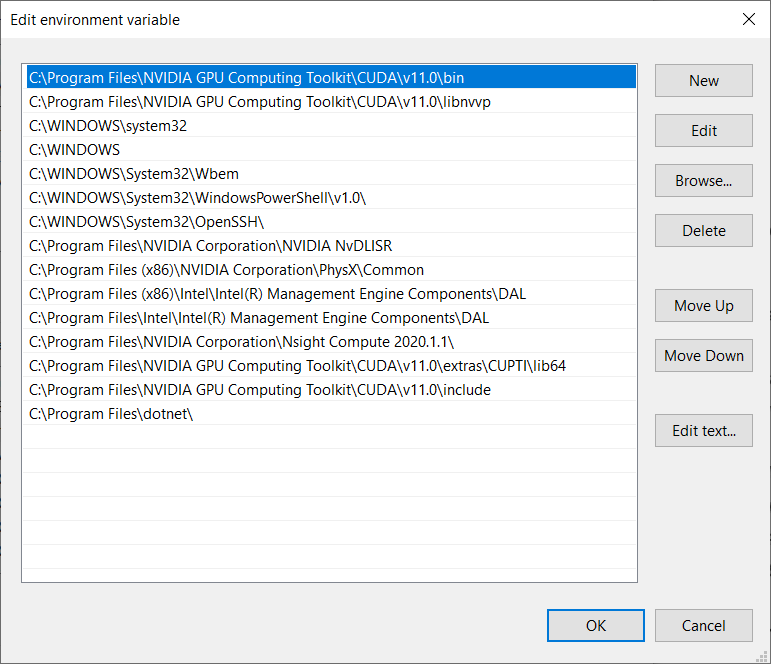 Edit environment variable
C:\Program Files\NVIDIA GPU Computing Toolkit\CUDA\v11.0\bin
C:\Program Files\NVIDIA GPU Computing Toolkit\CUDA\v11.0\libnvvp
C:\WINDOWS\system32
C:\WINDOWS
C:\WINDOWS\System32\Wbem
C:\WINDOWS\System32\WindowsPowerShell\v1.0\
C:\WINDOWS\System32\OpenSSH\
C:\Program Files\NVIDIA Corporation\NVIDIA NvDLISR
C:\Program Files (x86)\NVIDIA Corporation\PhysX\Common
C:\Program Files (x86)\Intel\Intel(R) Management Engine Components\DAL
C:\Program Files\Intel\Intel(R) Management Engine Components\DAL
C:\Program Files\NVIDIA Corporation\Nsight Compute 2020.1.1\
C:\Program Files\NVIDIA GPU Computing Toolkit\CUDA\v11.0\extras\CUPTI\lib64
C:\Program Files\NVIDIA GPU Computing Toolkit\CUDA\v11.0\include
C:\Program Files\dotnet\
New
Edit
Browse...
Delete
Move Up
Move Down
Edit text...
OK
Cancel